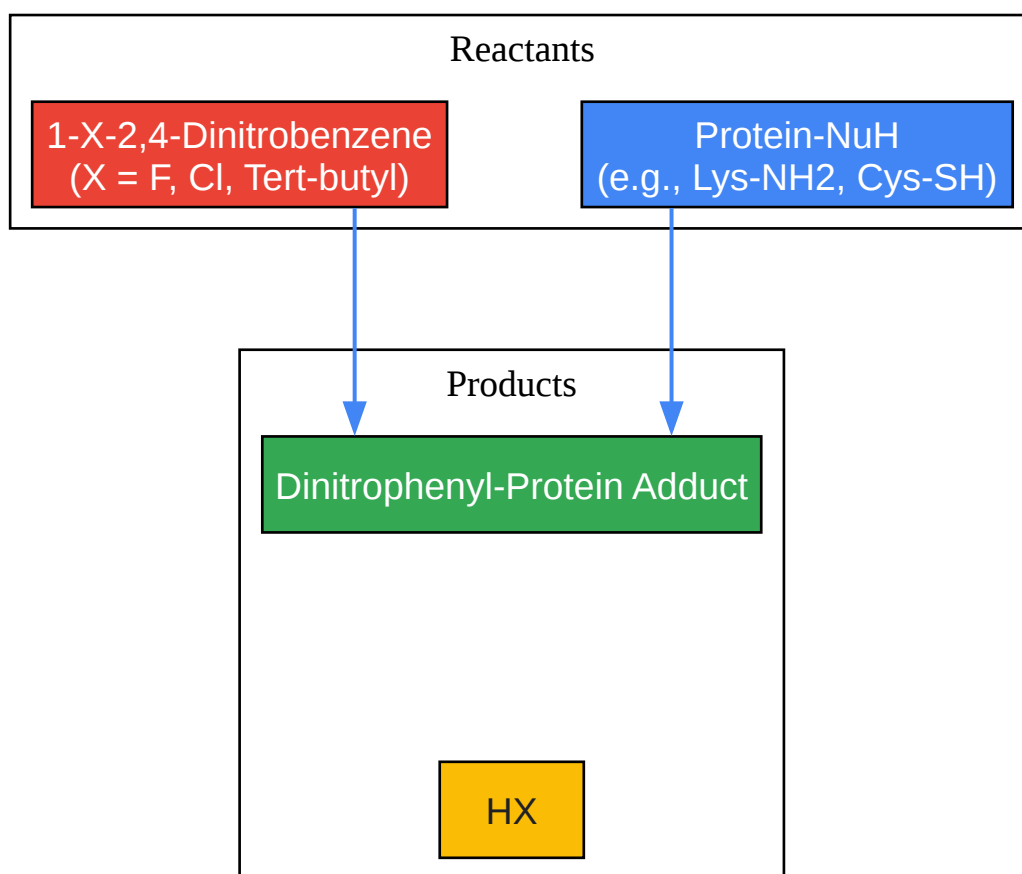 Reactants
1-X-2,4-Dinitrobenzene
(X = F, Cl, Tert-butyl)
Protein-NuH
(e.g., Lys-NH2, Cys-SH)
Products
Dinitrophenyl-Protein Adduct
HX